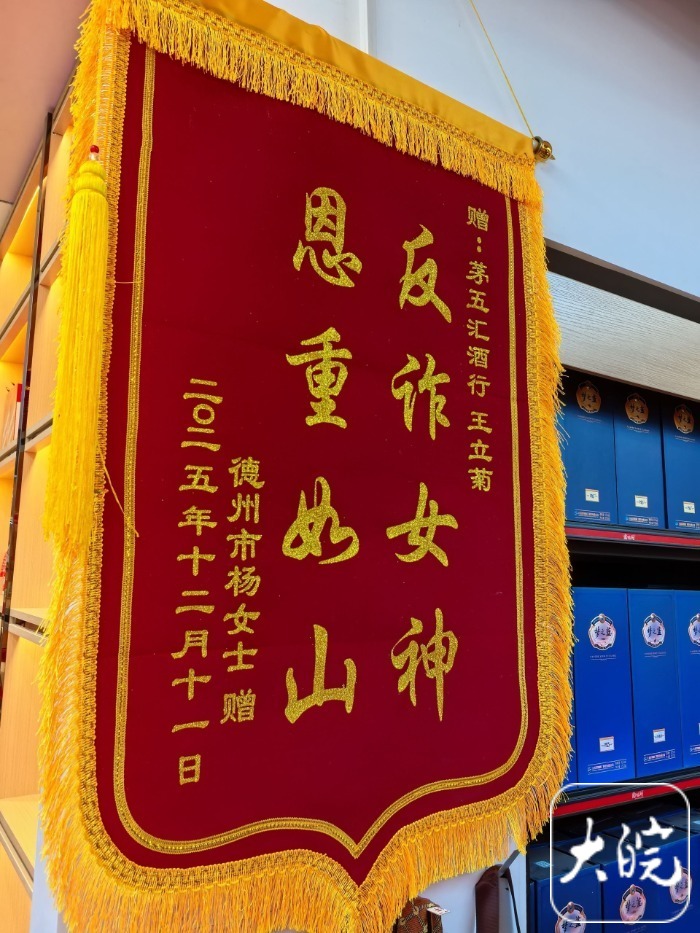 赠：茅五汇酒行 王立菊
反诈女神
恩重如山
德州市杨女士 赠
二〇二五年十二月十一日
大皖